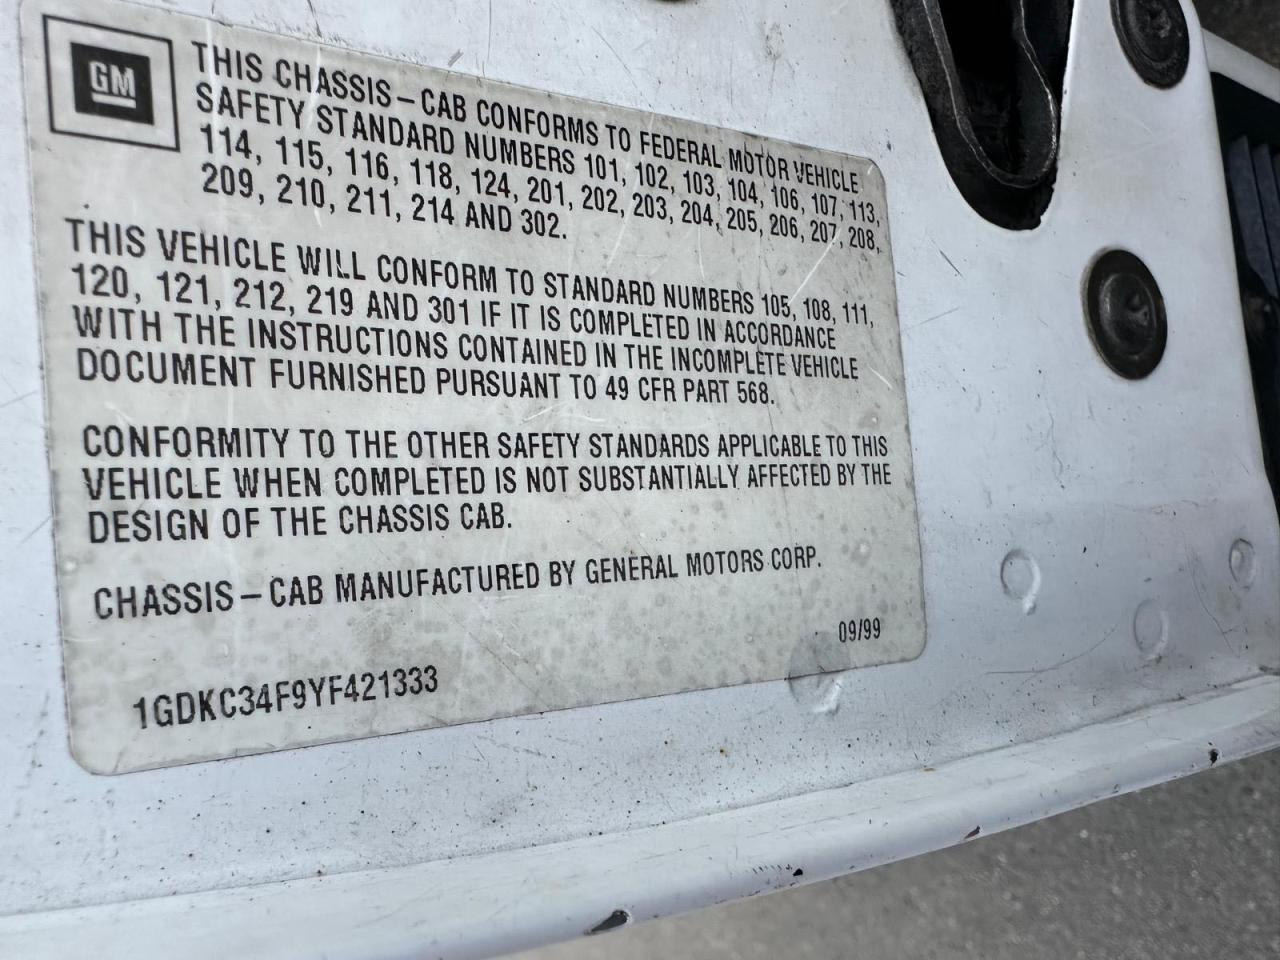 GM
THIS CHASSIS – CAB CONFORMS TO FEDERAL MOTOR VEHICLE
SAFETY STANDARD NUMBERS 101, 102, 103, 104, 106, 107, 113,
114, 115, 116, 118, 124, 201, 202, 203, 204, 205, 206, 207, 208,
209, 210, 211, 214 AND 302.
THIS VEHICLE WILL CONFORM TO STANDARD NUMBERS 105, 108, 111,
120, 121, 212, 219 AND 301 IF IT IS COMPLETED IN ACCORDANCE
WITH THE INSTRUCTIONS CONTAINED IN THE INCOMPLETE VEHICLE
DOCUMENT FURNISHED PURSUANT TO 49 CFR PART 568.
CONFORMITY TO THE OTHER SAFETY STANDARDS APPLICABLE TO THIS
VEHICLE WHEN COMPLETED IS NOT SUBSTANTIALLY AFFECTED BY THE
DESIGN OF THE CHASSIS CAB.
CHASSIS – CAB MANUFACTURED BY GENERAL MOTORS CORP.
09/99
1GDKC34F9YF421333